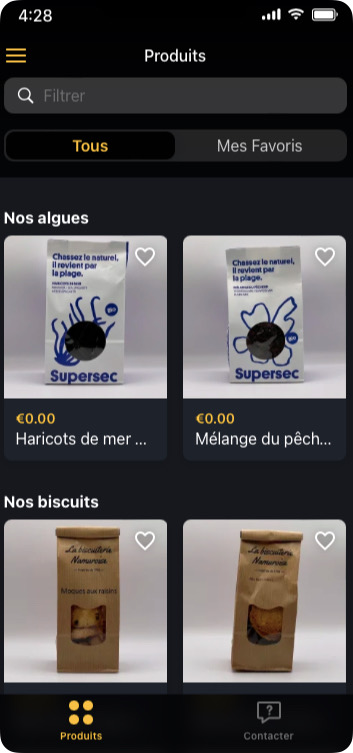 4:28
Produits
Filtrer
Tous
Mes Favoris
Nos algues
Chassez le naturel,
il revient par
la plage.
Supersec
Chassez le naturel,
il revient par
la plage.
Supersec
€0.00
Haricots de mer ...
€0.00
Mélange du pêch...
Nos biscuits
La biscuiterie
Namuroise
Moques aux raisins
La biscuiterie
Namuroise
Produits
Contacter